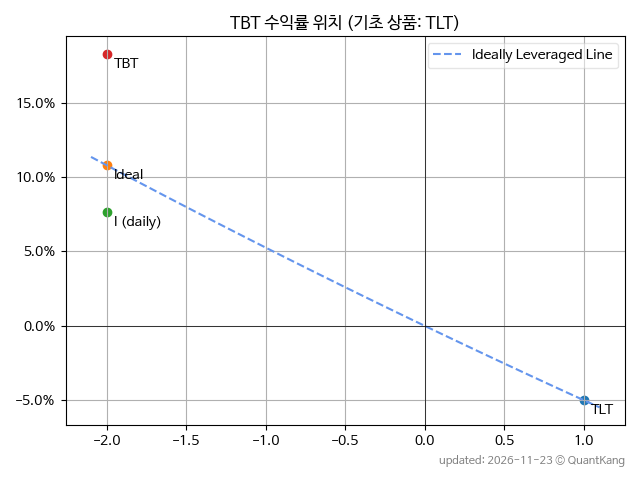 TBT 수익률 위치 (기초 상품: TLT)
Ideally Leveraged Line
TBT
15.0%
Ideal
10.0%
I (daily)
5.0%
0.0%
−5.0%
TLT
−2.0 −1.5 −1.0 −0.5 0.0 0.5 1.0
updated: 2026-11-23 © QuantKang